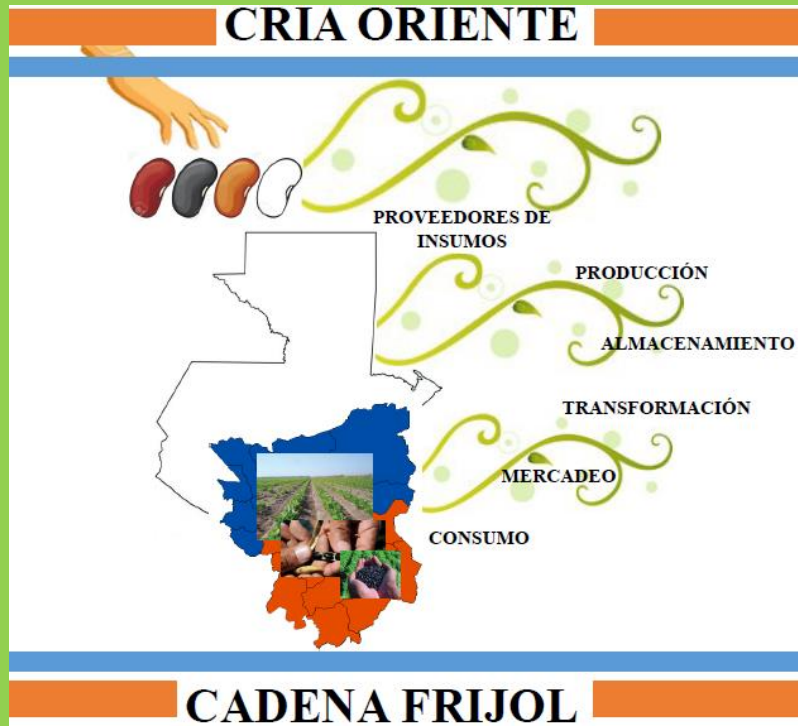 CRIA ORIENTE
PROVEEDORES DE
INSUMOS
PRODUCCIÓN
ALMACENAMIENTO
TRANSFORMACIÓN
MERCADEO
CONSUMO
CADENA FRIJOL